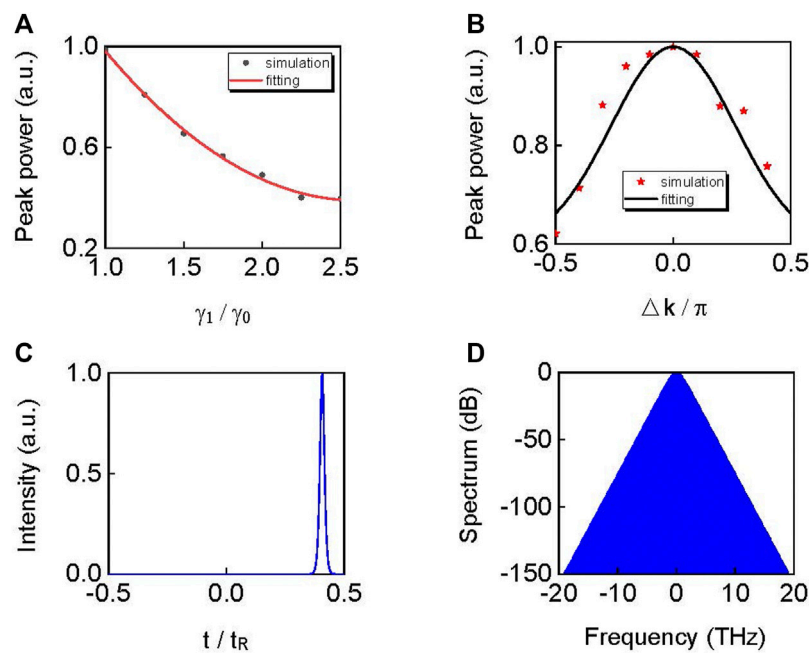 A
Peak power (a.u.)
1.0
0.6
0.2
simulation
fitting
1.0 1.5 2.0 2.5
γ1 / γ0
B
Peak power (a.u.)
1.0
0.8
0.6
simulation
fitting
-0.5 0.0 0.5
△k / π
C
Intensity (a.u.)
1.0
0.5
0.0
-0.5 0.0 0.5
t / tR
D
Spectrum (dB)
0
-50
-100
-150
-20 -10 0 10 20
Frequency (THz)